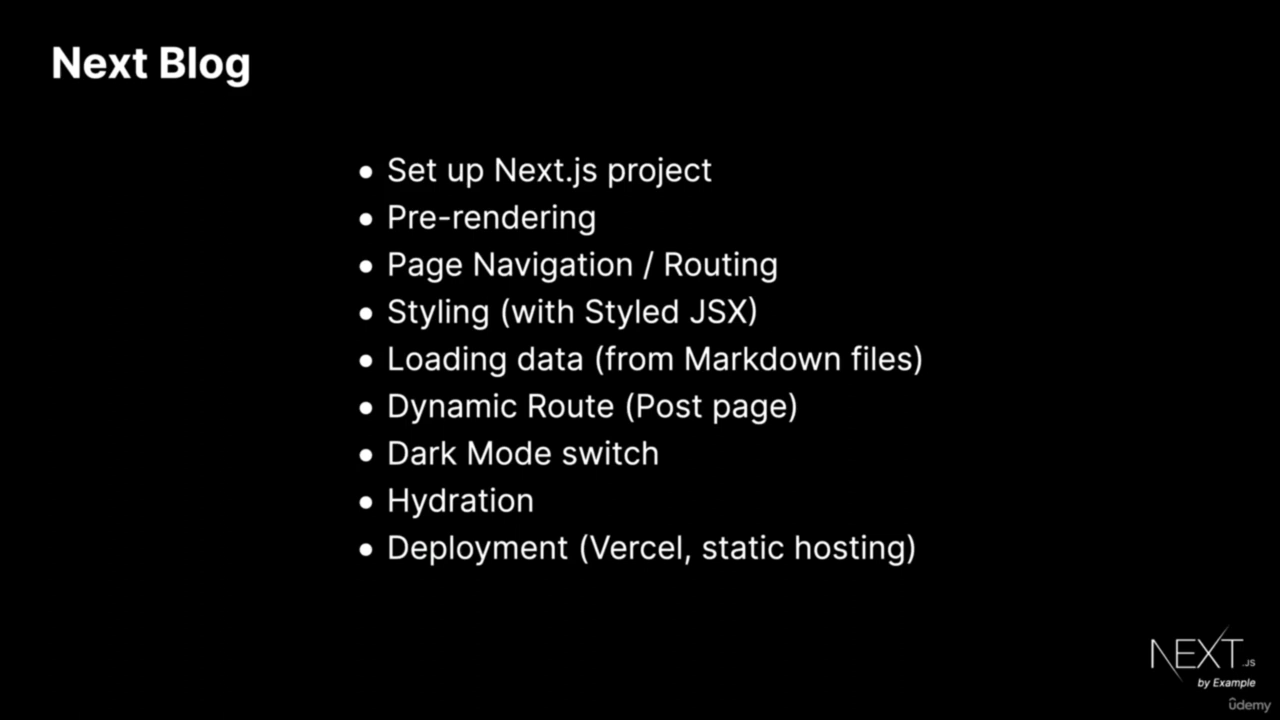 Next Blog
• Set up Next.js project
• Pre-rendering
• Page Navigation / Routing
• Styling (with Styled JSX)
• Loading data (from Markdown files)
• Dynamic Route (Post page)
• Dark Mode switch
• Hydration
• Deployment (Vercel, static hosting)
NEXT.JS
by Example
ûdemy